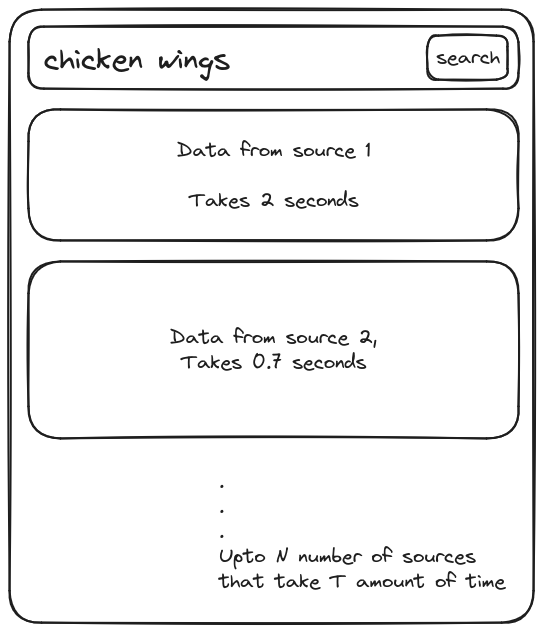 chicken wings
search
Data from source 1
Takes 2 seconds
Data from source 2,
Takes 0.7 seconds
.
.
.
Upto N number of sources
that take T amount of time